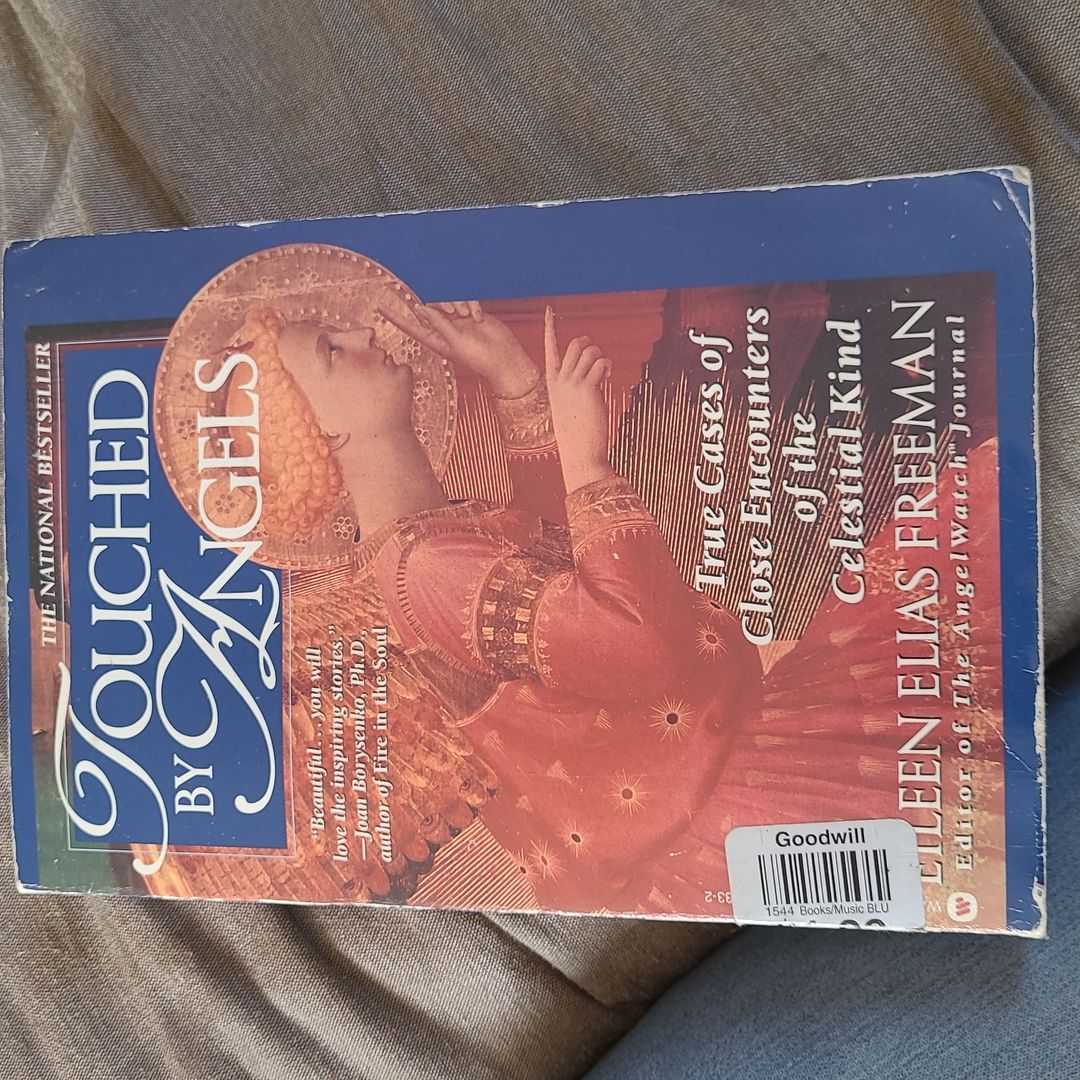 THE NATIONAL BESTSELLER
TOUCHED
BY ANGELS
"Beautiful...you will
love the inspiring stories."
—Joan Borysenko, Ph.D.,
author of Fire in the Soul
True Cases of
Close Encounters
of the
Celestial Kind
EILEEN ELIAS FREEMAN
Editor of The AngelWatch™ Journal
33-2
Goodwill
1544 Books/Music BLU